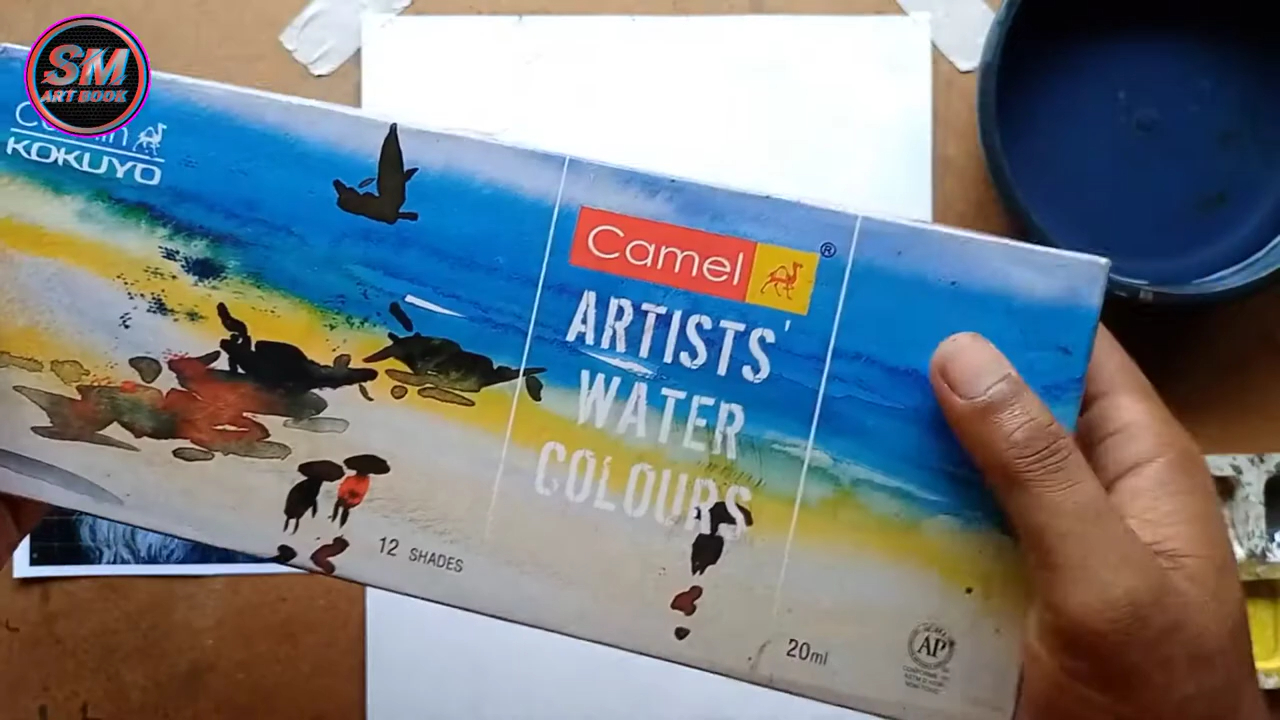 SM
ART BOOK
KOKUYO
Camel®
ARTISTS'
WATER
COLOURS
12 SHADES
20ml
AP